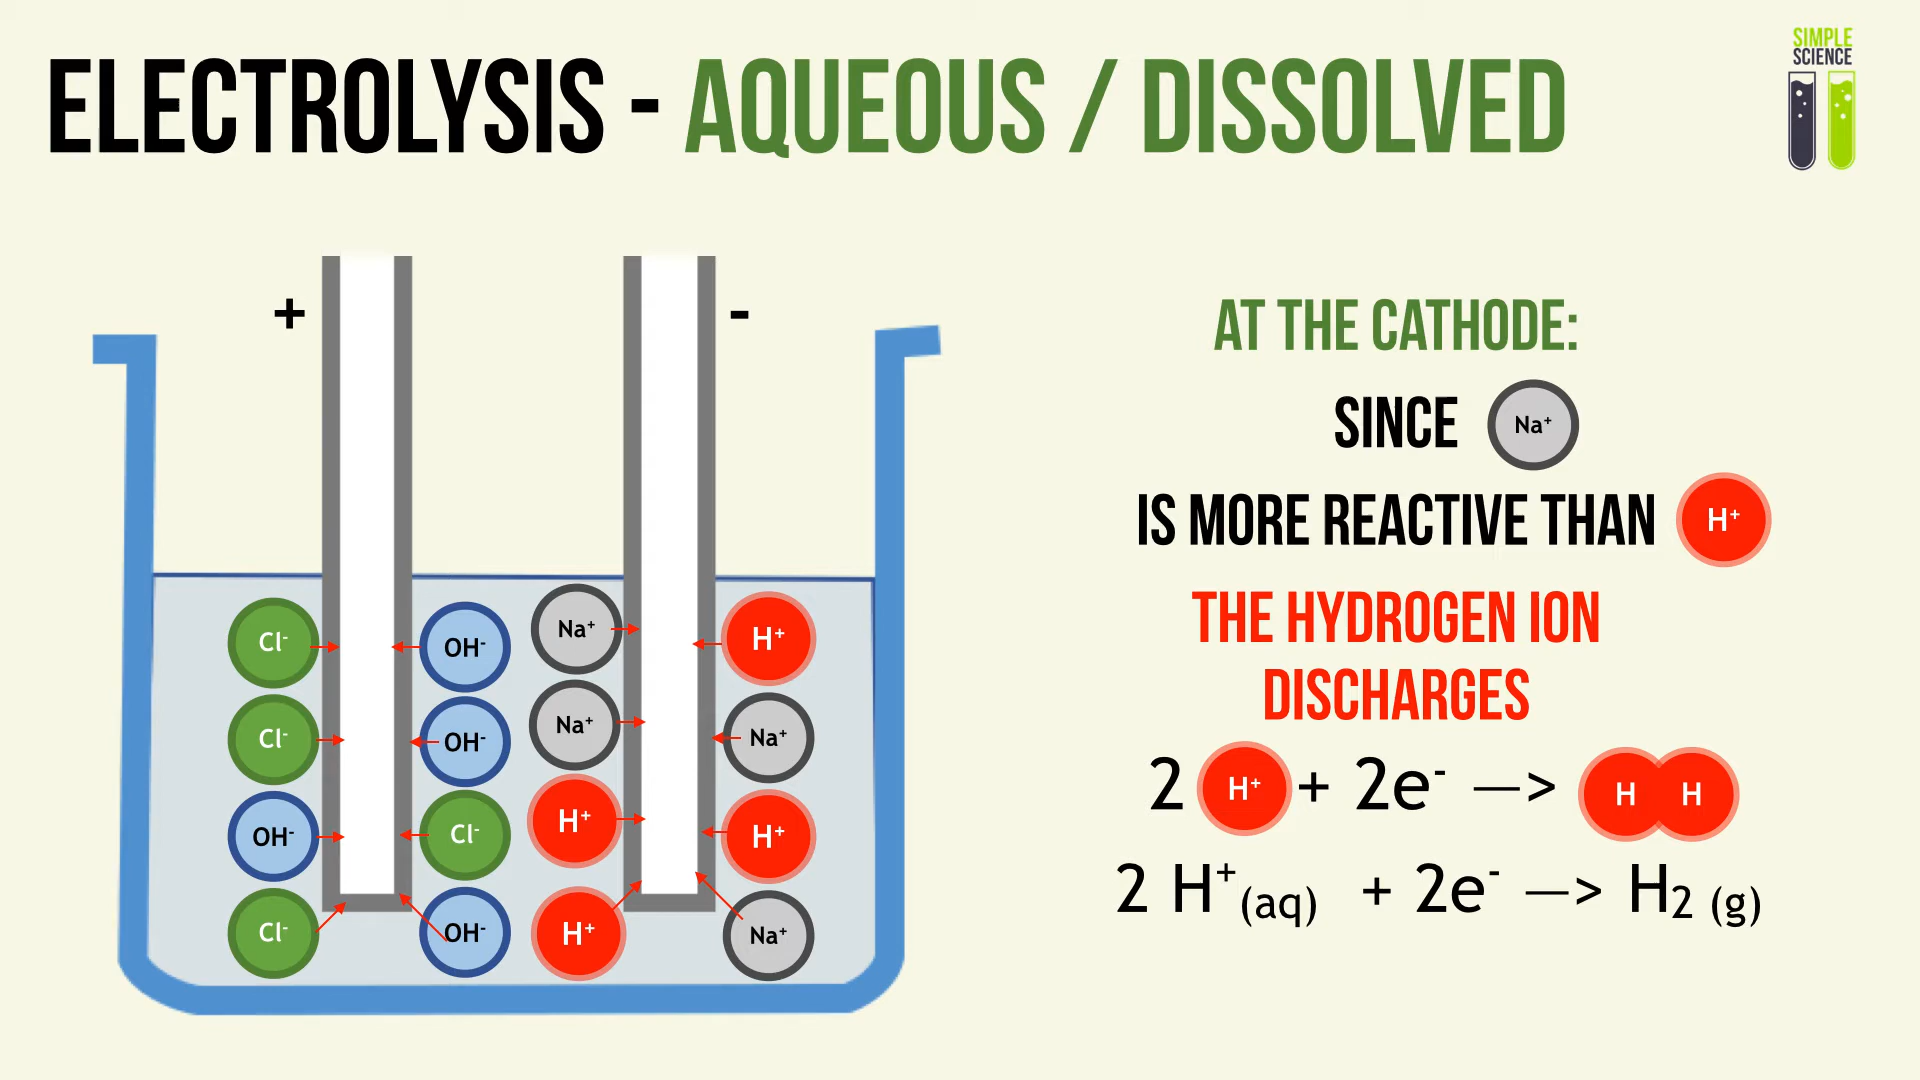 ELECTROLYSIS - AQUEOUS / DISSOLVED
SIMPLE
SCIENCE
+
-
Cl⁻
Cl⁻
OH⁻
Cl⁻
OH⁻
OH⁻
Cl⁻
OH⁻
Na⁺
Na⁺
H⁺
H⁺
H⁺
Na⁺
H⁺
Na⁺
AT THE CATHODE:
SINCE Na⁺
IS MORE REACTIVE THAN H⁺
THE HYDROGEN ION
DISCHARGES
2 H⁺ + 2e⁻ —> H H
2 H⁺(aq) + 2e⁻ —> H₂ (g)